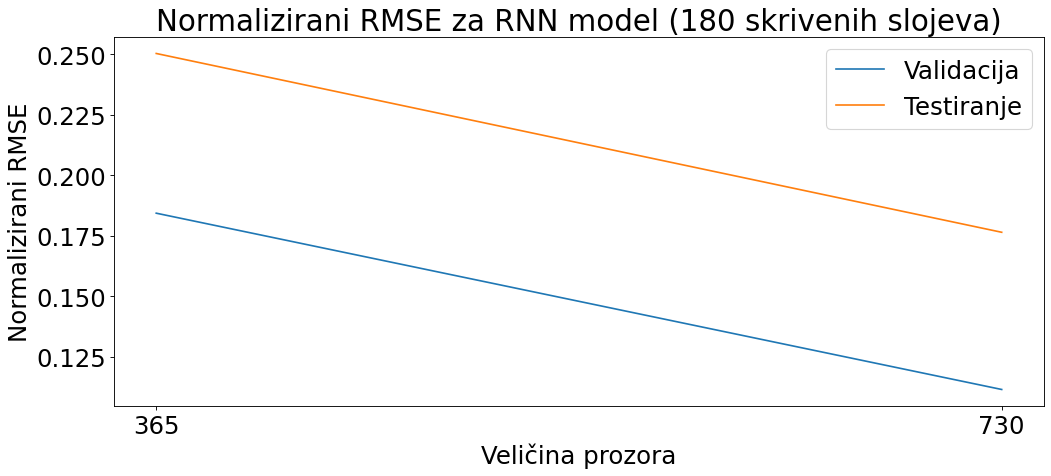 Normalizirani RMSE za RNN model (180 skrivenih slojeva)
Normalizirani RMSE
0.250
0.225
0.200
0.175
0.150
0.125
Validacija
Testiranje
365
730
Veličina prozora